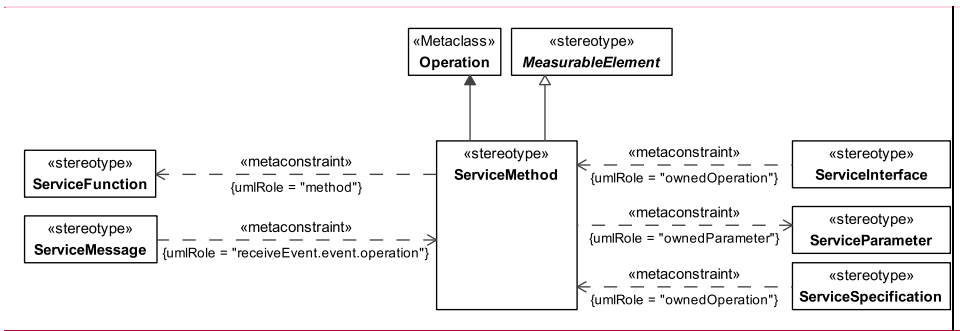 «Metaclass»
Operation
«stereotype»
MeasurableElement
«stereotype»
ServiceFunction
«metaconstraint»
{umlRole = "method"}
«stereotype»
ServiceMessage
«metaconstraint»
{umlRole = "receiveEvent.event.operation"}
«stereotype»
ServiceMethod
«metaconstraint»
{umlRole = "ownedOperation"}
«stereotype»
ServiceInterface
«metaconstraint»
{umlRole = "ownedParameter"}
«stereotype»
ServiceParameter
«metaconstraint»
{umlRole = "ownedOperation"}
«stereotype»
ServiceSpecification